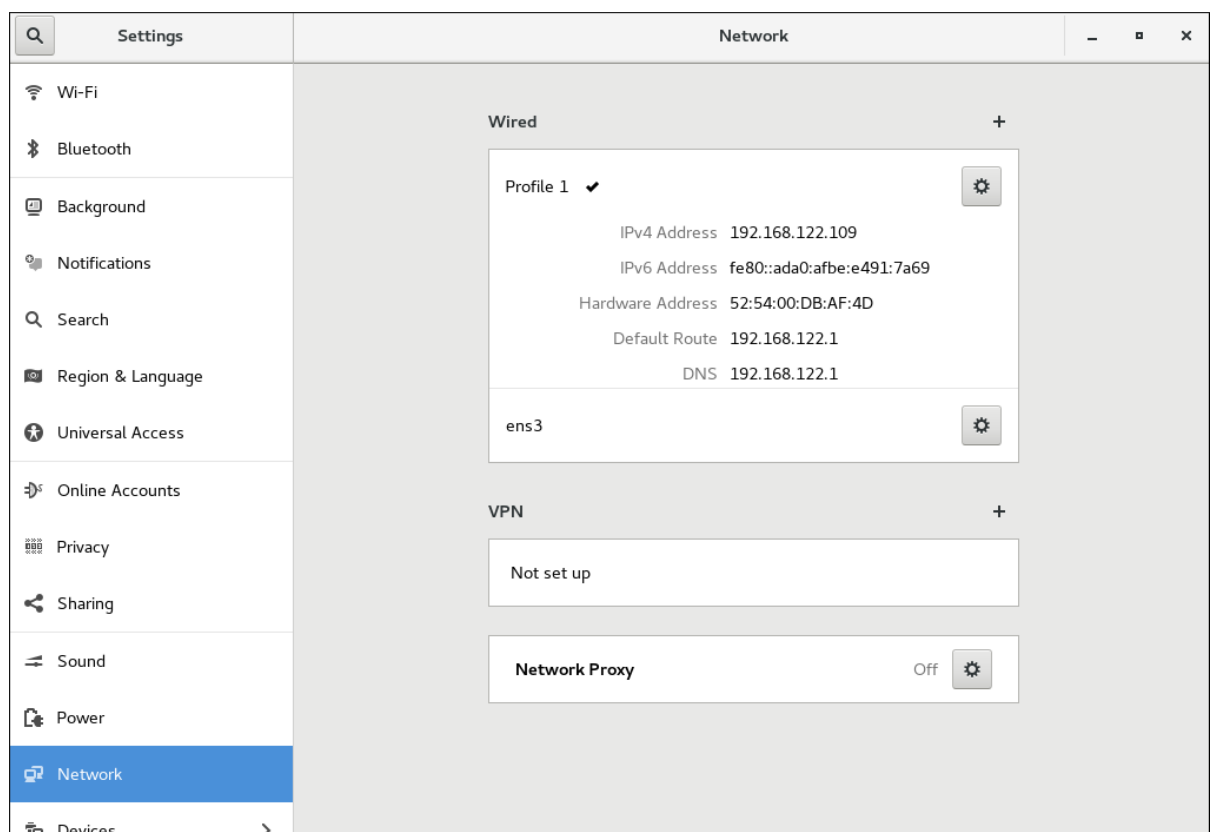 Settings
Network
Wi-Fi
Bluetooth
Background
Notifications
Search
Region & Language
Universal Access
Online Accounts
Privacy
Sharing
Sound
Power
Network
Devices
Wired
Profile 1
IPv4 Address 192.168.122.109
IPv6 Address fe80::ada0:afbe:e491:7a69
Hardware Address 52:54:00:DB:AF:4D
Default Route 192.168.122.1
DNS 192.168.122.1
ens3
VPN
Not set up
Network Proxy Off